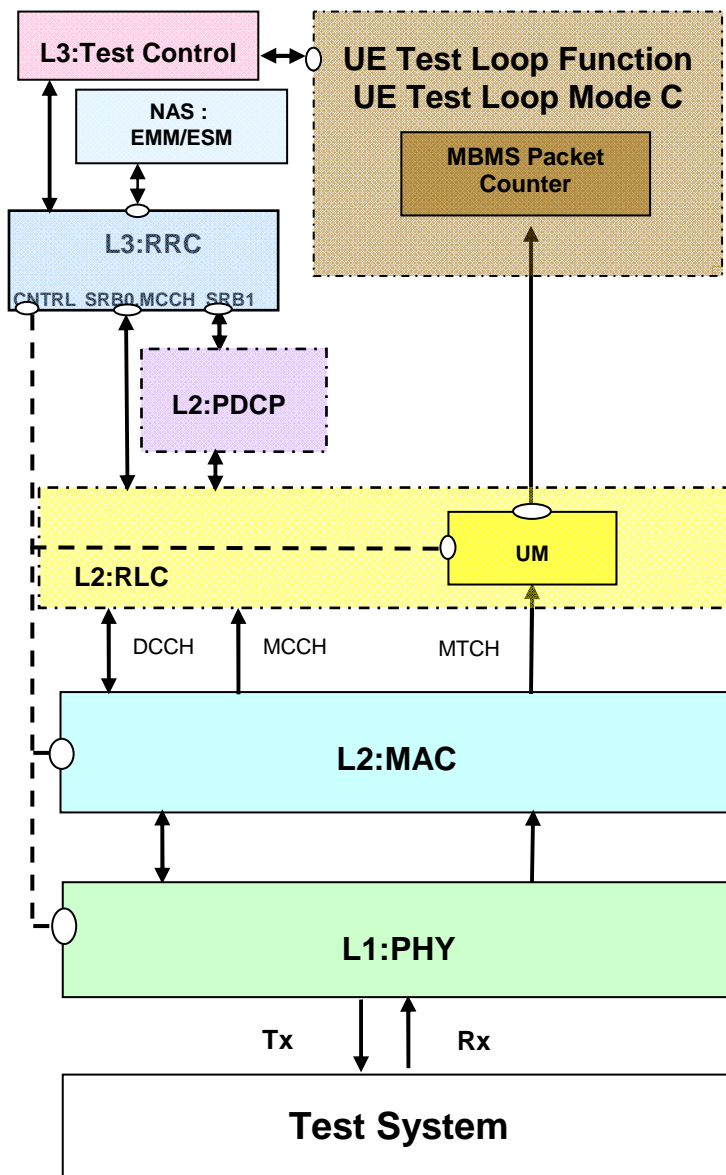 L3:Test Control
UE Test Loop Function
UE Test Loop Mode C
NAS :
EMM/ESM
MBMS Packet
Counter
L3:RRC
CNTRL SRB0,MCCH SRB1
L2:PDCP
UM
L2:RLC
DCCH MCCH MTCH
L2:MAC
L1:PHY
Tx Rx
Test System